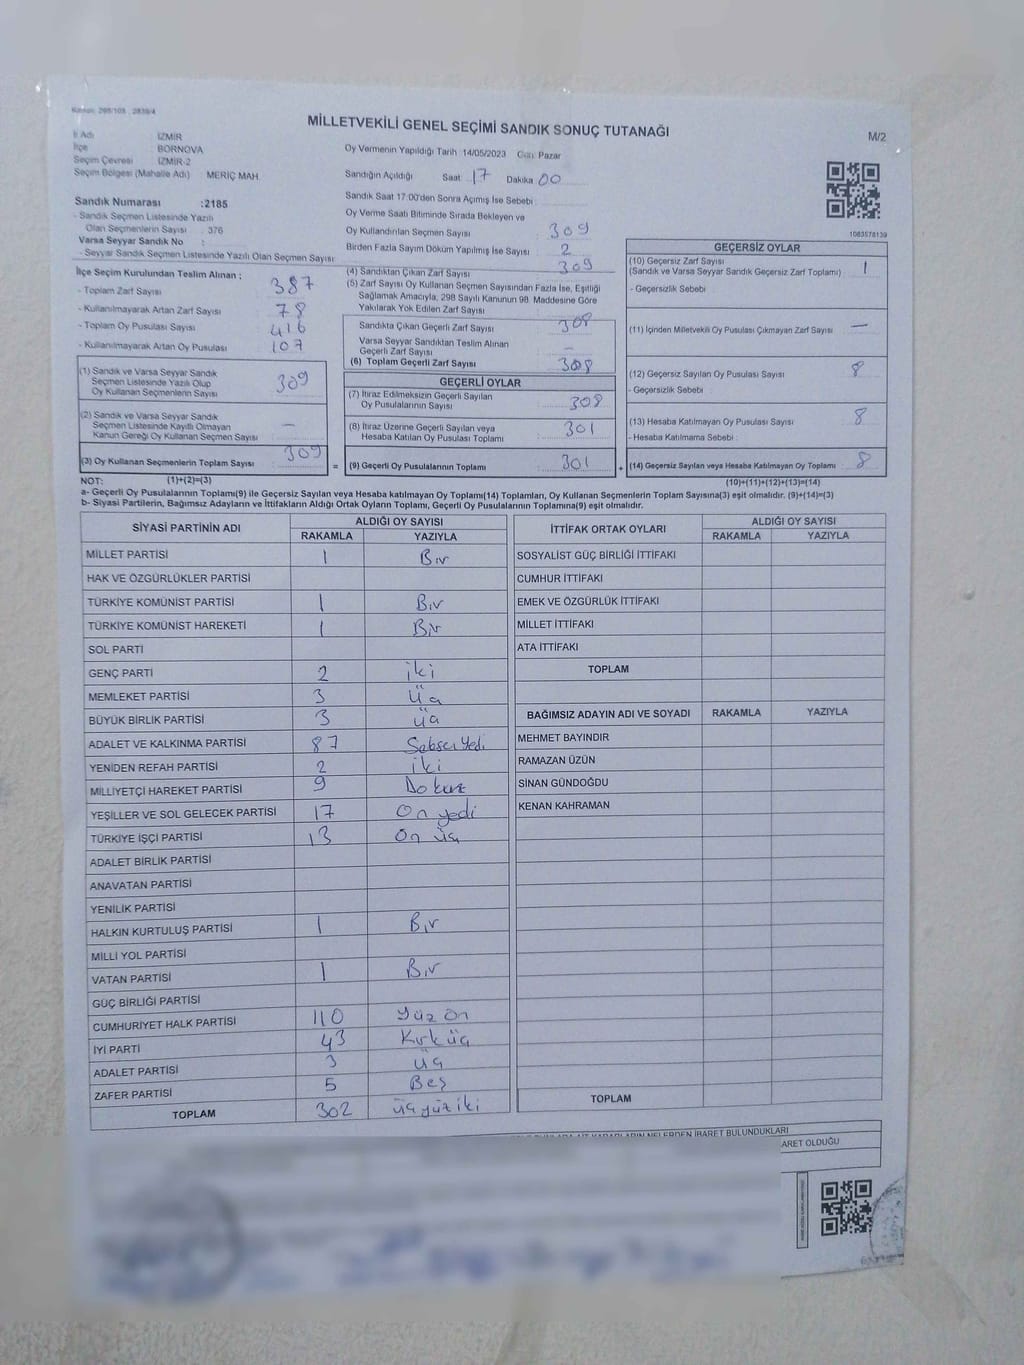 MİLLETVEKİLİ GENEL SEÇİMİ SANDIK SONUÇ TUTANAĞI
M/2
İl Adı İZMİR
İlçe BORNOVA
Seçim Çevresi İZMİR-2
Seçim Bölgesi (Mahalle Adı) MERİÇ MAH.
Oy Vermenin Yapıldığı Tarih 14/05/2023 Gün: Pazar
Sandığın Açıldığı Saat 17 Dakika 00
Sandık Saat 17:00'den Sonra Açımış İse Sebebi
Oy Verme Saati Bitiminde Sırada Bekleyen ve
Oy Kullandırılan Seçmen Sayısı 309
Birden Fazla Sayım Döküm Yapılmış İse Sayısı 2
1083578139
Sandık Numarası :2185
- Sandık Seçmen Listesinde Yazılı
Olan Seçmenlerin Sayısı : 376
Varsa Seyyar Sandık No :
- Seyyar Sandık Seçmen Listesinde Yazılı Olan Seçmen Sayısı
İlçe Seçim Kurulundan Teslim Alınan :
- Toplam Zarf Sayısı 387
- Kullanılmayarak Artan Zarf Sayısı 78
- Toplam Oy Pusulası Sayısı 416
- Kullanılmayarak Artan Oy Pusulası 107
(1) Sandık ve Varsa Seyyar Sandık
Seçmen Listesinde Yazılı Olup
Oy Kullanan Seçmenlerin Sayısı 309
(2) Sandık ve Varsa Seyyar Sandık
Seçmen Listesinde Kayıtlı Olmayan
Kanun Gereği Oy Kullanan Seçmen Sayısı —
(3) Oy Kullanan Seçmenlerin Toplam Sayısı 309
(4) Sandıktan Çıkan Zarf Sayısı 309
(5) Zarf Sayısı Oy Kullanan Seçmen Sayısından Fazla İse, Eşitliği
Sağlamak Amacıyla, 298 Sayılı Kanunun 98. Maddesine Göre
Yakılarak Yok Edilen Zarf Sayısı
Sandıkta Çıkan Geçerli Zarf Sayısı 308
Varsa Seyyar Sandıktan Teslim Alınan
Geçerli Zarf Sayısı —
(6) Toplam Geçerli Zarf Sayısı 308
GEÇERLİ OYLAR
(7) İtiraz Edilmeksizin Geçerli Sayılan
Oy Pusulalarının Sayısı 308
(8) İtiraz Üzerine Geçerli Sayılan veya
Hesaba Katılan Oy Pusulası Toplamı 301
= (9) Geçerli Oy Pusulalarının Toplamı 301
GEÇERSİZ OYLAR
(10) Geçersiz Zarf Sayısı
(Sandık ve Varsa Seyyar Sandık Geçersiz Zarf Toplamı) 1
- Geçersizlik Sebebi :
(11) İçinden Milletvekili Oy Pusulası Çıkmayan Zarf Sayısı —
(12) Geçersiz Sayılan Oy Pusulası Sayısı 8
- Geçersizlik Sebebi :
(13) Hesaba Katılmayan Oy Pusulası Sayısı 8
- Hesaba Katılmama Sebebi :
+ (14) Geçersiz Sayılan veya Hesaba Katılmayan Oy Toplamı 8
NOT: (1)+(2)=(3) (10)+(11)+(12)+(13)=(14)
a- Geçerli Oy Pusulalarının Toplamı(9) ile Geçersiz Sayılan veya Hesaba katılmayan Oy Toplamı(14) Toplamları, Oy Kullanan Seçmenlerin Toplam Sayısına(3) eşit olmalıdır. (9)+(14)=(3)
b- Siyasi Partilerin, Bağımsız Adayların ve İttifakların Aldığı Ortak Oyların Toplamı, Geçerli Oy Pusulalarının Toplamına(9) eşit olmalıdır.
SİYASİ PARTİNİN ADI ALDIĞI OY SAYISI
RAKAMLA YAZIYLA
MİLLET PARTİSİ 1 Bir
HAK VE ÖZGÜRLÜKLER PARTİSİ
TÜRKİYE KOMÜNİST PARTİSİ 1 Bir
TÜRKİYE KOMÜNİST HAREKETİ 1 Bir
SOL PARTİ
GENÇ PARTİ 2 iki
MEMLEKET PARTİSİ 3 Üç
BÜYÜK BİRLİK PARTİSİ 3 Üç
ADALET VE KALKINMA PARTİSİ 87 Seksen Yedi
YENİDEN REFAH PARTİSİ 2 iki
MİLLİYETÇİ HAREKET PARTİSİ 9 Dokuz
YEŞİLLER VE SOL GELECEK PARTİSİ 17 On yedi
TÜRKİYE İŞÇİ PARTİSİ 13 On üç
ADALET BİRLİK PARTİSİ
ANAVATAN PARTİSİ
YENİLİK PARTİSİ
HALKIN KURTULUŞ PARTİSİ 1 Bir
MİLLİ YOL PARTİSİ
VATAN PARTİSİ 1 Bir
GÜÇ BİRLİĞİ PARTİSİ
CUMHURİYET HALK PARTİSİ 110 Yüz On
İYİ PARTİ 43 Kırk üç
ADALET PARTİSİ 3 Üç
ZAFER PARTİSİ 5 Beş
TOPLAM 302 üç yüz iki
İTTİFAK ORTAK OYLARI ALDIĞI OY SAYISI
RAKAMLA YAZIYLA
SOSYALİST GÜÇ BİRLİĞİ İTTİFAKI
CUMHUR İTTİFAKI
EMEK VE ÖZGÜRLÜK İTTİFAKI
MİLLET İTTİFAKI
ATA İTTİFAKI
TOPLAM
BAĞIMSIZ ADAYIN ADI VE SOYADI RAKAMLA YAZIYLA
MEHMET BAYINDIR
RAMAZAN ÜZÜN
SİNAN GÜNDOĞDU
KENAN KAHRAMAN
TOPLAM
NELERDEN İBARET BULUNDUKLARI
ARET OLDUĞU